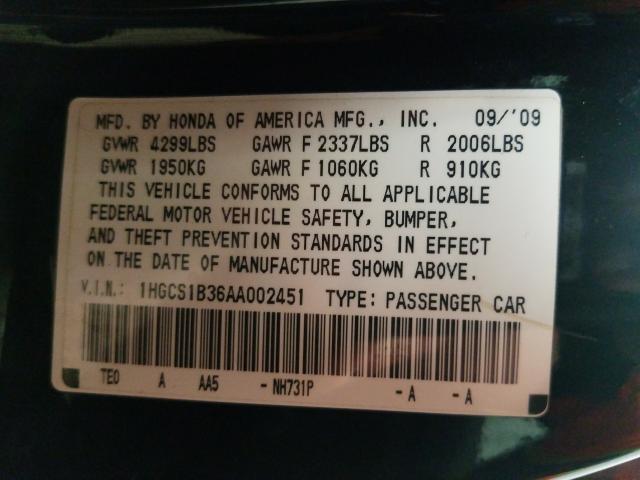 MFD. BY HONDA OF AMERICA MFG., INC. 09/'09
GVWR 4299LBS GAWR F 2337LBS R 2006LBS
GVWR 1950KG GAWR F 1060KG R 910KG
THIS VEHICLE CONFORMS TO ALL APPLICABLE
FEDERAL MOTOR VEHICLE SAFETY, BUMPER,
AND THEFT PREVENTION STANDARDS IN EFFECT
ON THE DATE OF MANUFACTURE SHOWN ABOVE.
V.I.N.: 1HGCS1B36AA002451 TYPE: PASSENGER CAR
TE0 A AA5 - NH731P - A - A